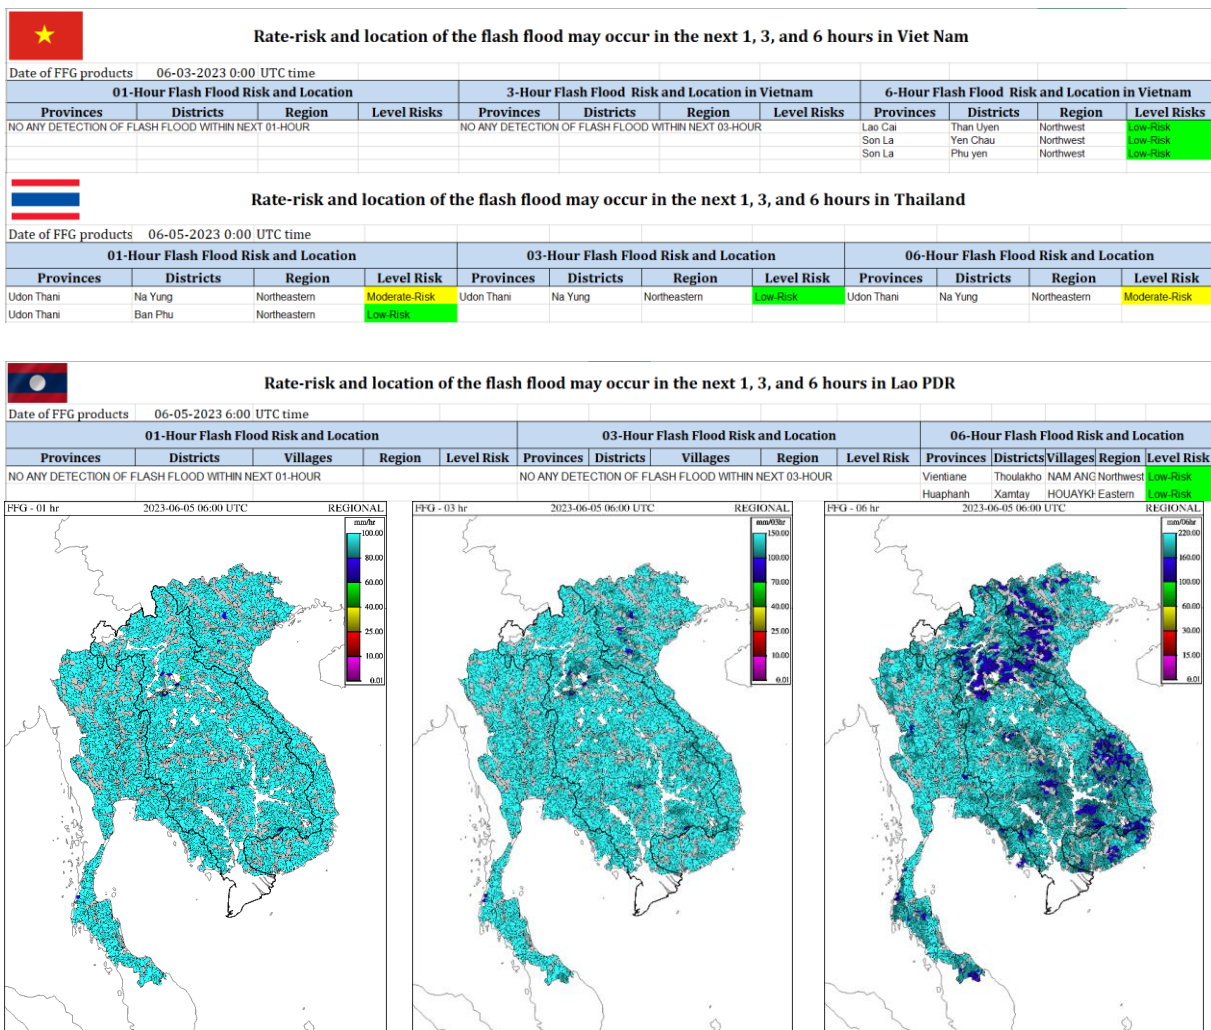 Rate-risk and location of the flash flood may occur in the next 1, 3, and 6 hours in Viet Nam
Date of FFG products 06-03-2023 0:00 UTC time
01-Hour Flash Flood Risk and Location 3-Hour Flash Flood Risk and Location in Vietnam 6-Hour Flash Flood Risk and Location in Vietnam
Provinces Districts Region Level Risks Provinces Districts Region Level Risks Provinces Districts Region Level Risks
NO ANY DETECTION OF FLASH FLOOD WITHIN NEXT 01-HOUR NO ANY DETECTION OF FLASH FLOOD WITHIN NEXT 03-HOUR Lao Cai Than Uyen Northwest Low-Risk
Son La Yen Chau Northwest Low-Risk
Son La Phu yen Northwest Low-Risk
Rate-risk and location of the flash flood may occur in the next 1, 3, and 6 hours in Thailand
Date of FFG products 06-05-2023 0:00 UTC time
01-Hour Flash Flood Risk and Location 03-Hour Flash Flood Risk and Location 06-Hour Flash Flood Risk and Location
Provinces Districts Region Level Risk Provinces Districts Region Level Risk Provinces Districts Region Level Risk
Udon Thani Na Yung Northeastern Moderate-Risk Udon Thani Na Yung Northeastern Low-Risk Udon Thani Na Yung Northeastern Moderate-Risk
Udon Thani Ban Phu Northeastern Low-Risk
Rate-risk and location of the flash flood may occur in the next 1, 3, and 6 hours in Lao PDR
Date of FFG products 06-05-2023 6:00 UTC time
01-Hour Flash Flood Risk and Location 03-Hour Flash Flood Risk and Location 06-Hour Flash Flood Risk and Location
Provinces Districts Villages Region Level Risk Provinces Districts Villages Region Level Risk Provinces Districts Villages Region Level Risk
NO ANY DETECTION OF FLASH FLOOD WITHIN NEXT 01-HOUR NO ANY DETECTION OF FLASH FLOOD WITHIN NEXT 03-HOUR Vientiane Thoulakho NAM ANG Northwest Low-Risk
Huaphanh Xamtay HOUAYKH Eastern Low-Risk
FFG - 01 hr 2023-06-05 06:00 UTC REGIONAL
mm/hr
100.00
80.00
60.00
40.00
25.00
10.00
0.01
FFG - 03 hr 2023-06-05 06:00 UTC REGIONAL
mm/03hr
150.00
100.00
70.00
50.00
25.00
10.00
0.01
FFG - 06 hr 2023-06-05 06:00 UTC REGIONAL
mm/06hr
220.00
160.00
100.00
60.00
30.00
15.00
0.01